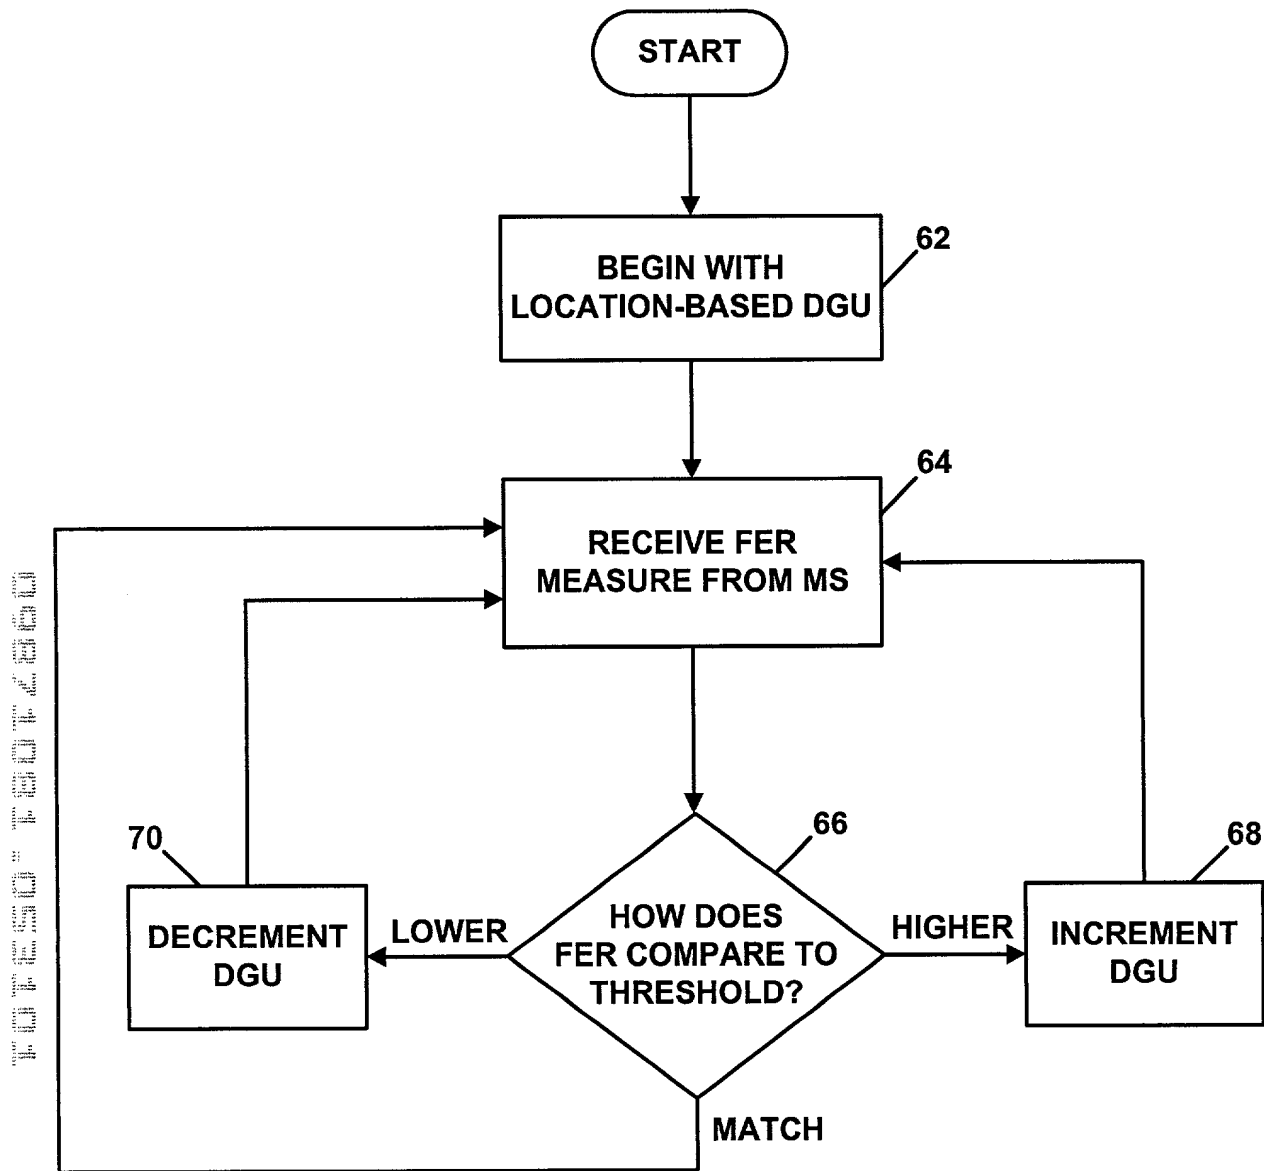 START
BEGIN WITH
LOCATION-BASED DGU
62
RECEIVE FER
MEASURE FROM MS
64
HOW DOES
FER COMPARE TO
THRESHOLD?
66
LOWER
HIGHER
MATCH
DECREMENT
DGU
70
INCREMENT
DGU
68